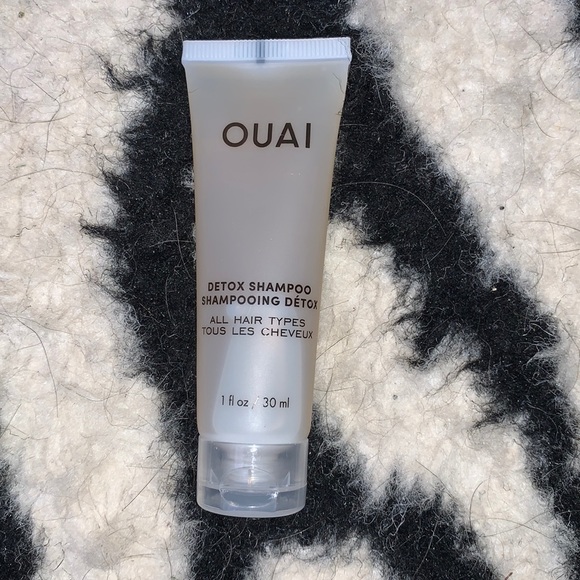 OUAI
DETOX SHAMPOO
SHAMPOOING DÉTOX
ALL HAIR TYPES
TOUS LES CHEVEUX
1 fl oz / 30 ml